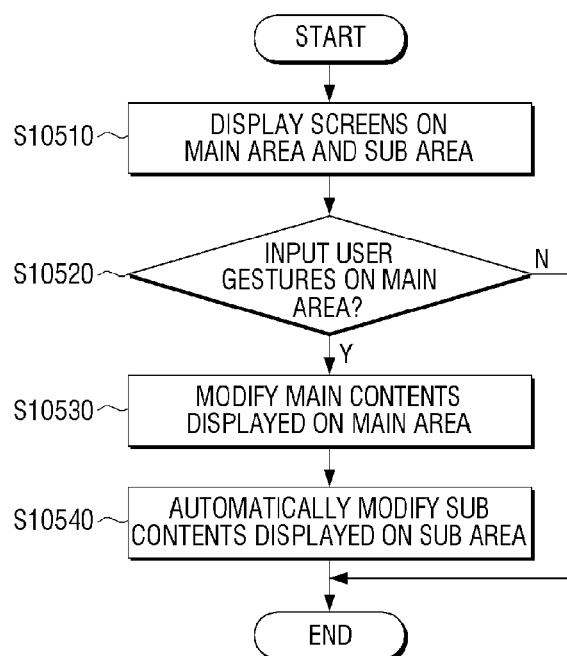 START
S10510
DISPLAY SCREENS ON
MAIN AREA AND SUB AREA
S10520
INPUT USER
GESTURES ON MAIN
AREA?
N
Y
S10530
MODIFY MAIN CONTENTS
DISPLAYED ON MAIN AREA
S10540
AUTOMATICALLY MODIFY SUB
CONTENTS DISPLAYED ON SUB AREA
END